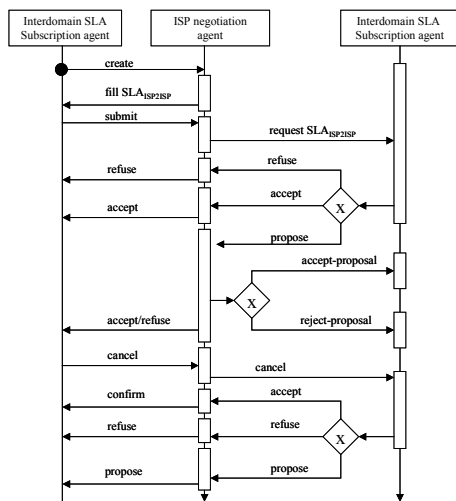 Interdomain SLA
Subscription agent
ISP negotiation
agent
Interdomain SLA
Subscription agent
create
fill SLAISP2ISP
submit
request SLAISP2ISP
refuse
refuse
accept
X
accept
propose
accept-proposal
X
accept/refuse
reject-proposal
cancel
cancel
accept
confirm
refuse
refuse
X
propose
propose